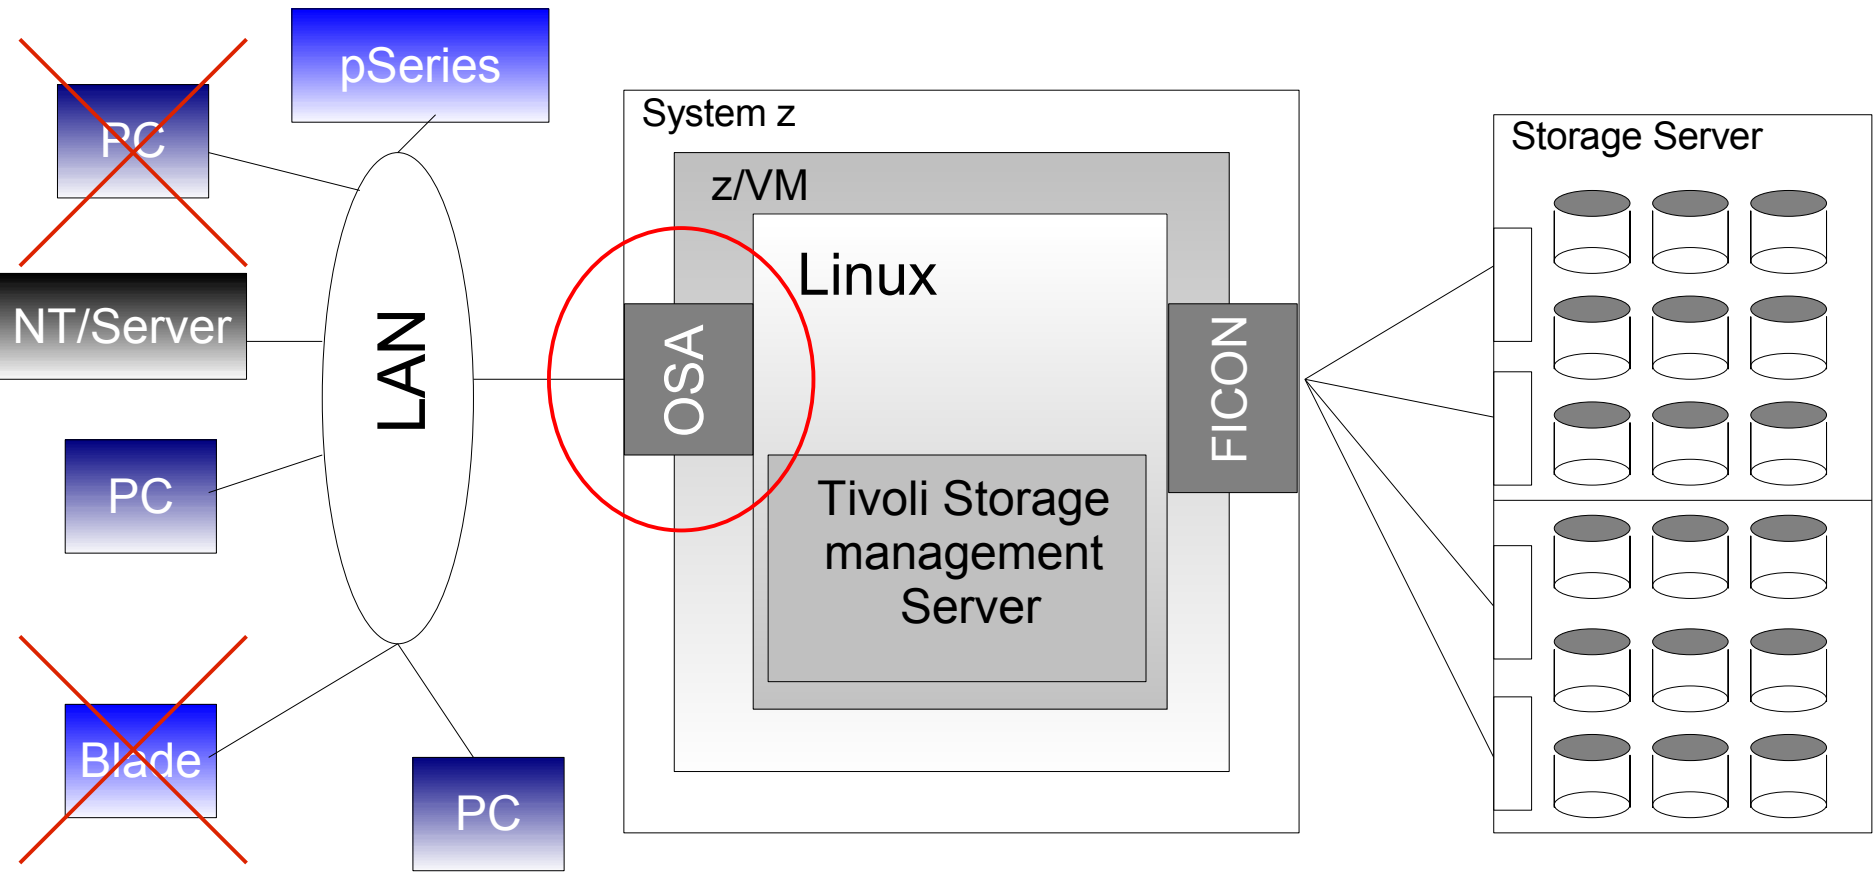 pSeries
PC
NT/Server
PC
Blade
PC
LAN
System z
z/VM
Linux
OSA
FICON
Tivoli Storage
management
Server
Storage Server